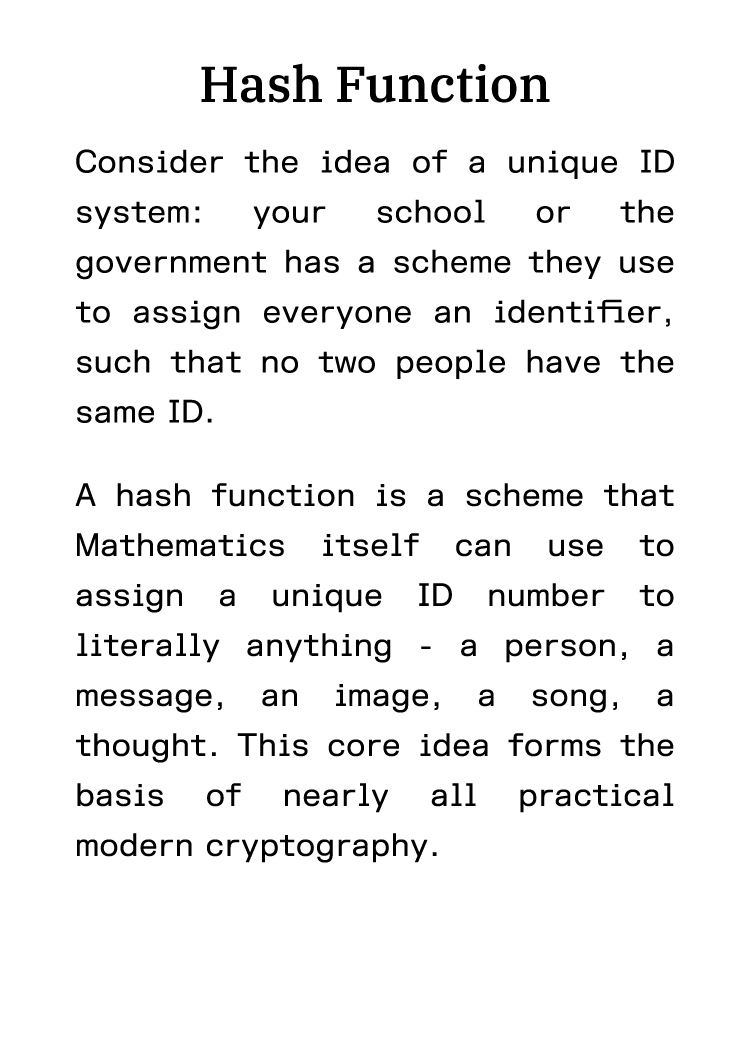 Hash Function
Consider the idea of a unique ID
system: your school or the
government has a scheme they use
to assign everyone an identifier,
such that no two people have the
same ID.
A hash function is a scheme that
Mathematics itself can use to
assign a unique ID number to
literally anything - a person, a
message, an image, a song, a
thought. This core idea forms the
basis of nearly all practical
modern cryptography.